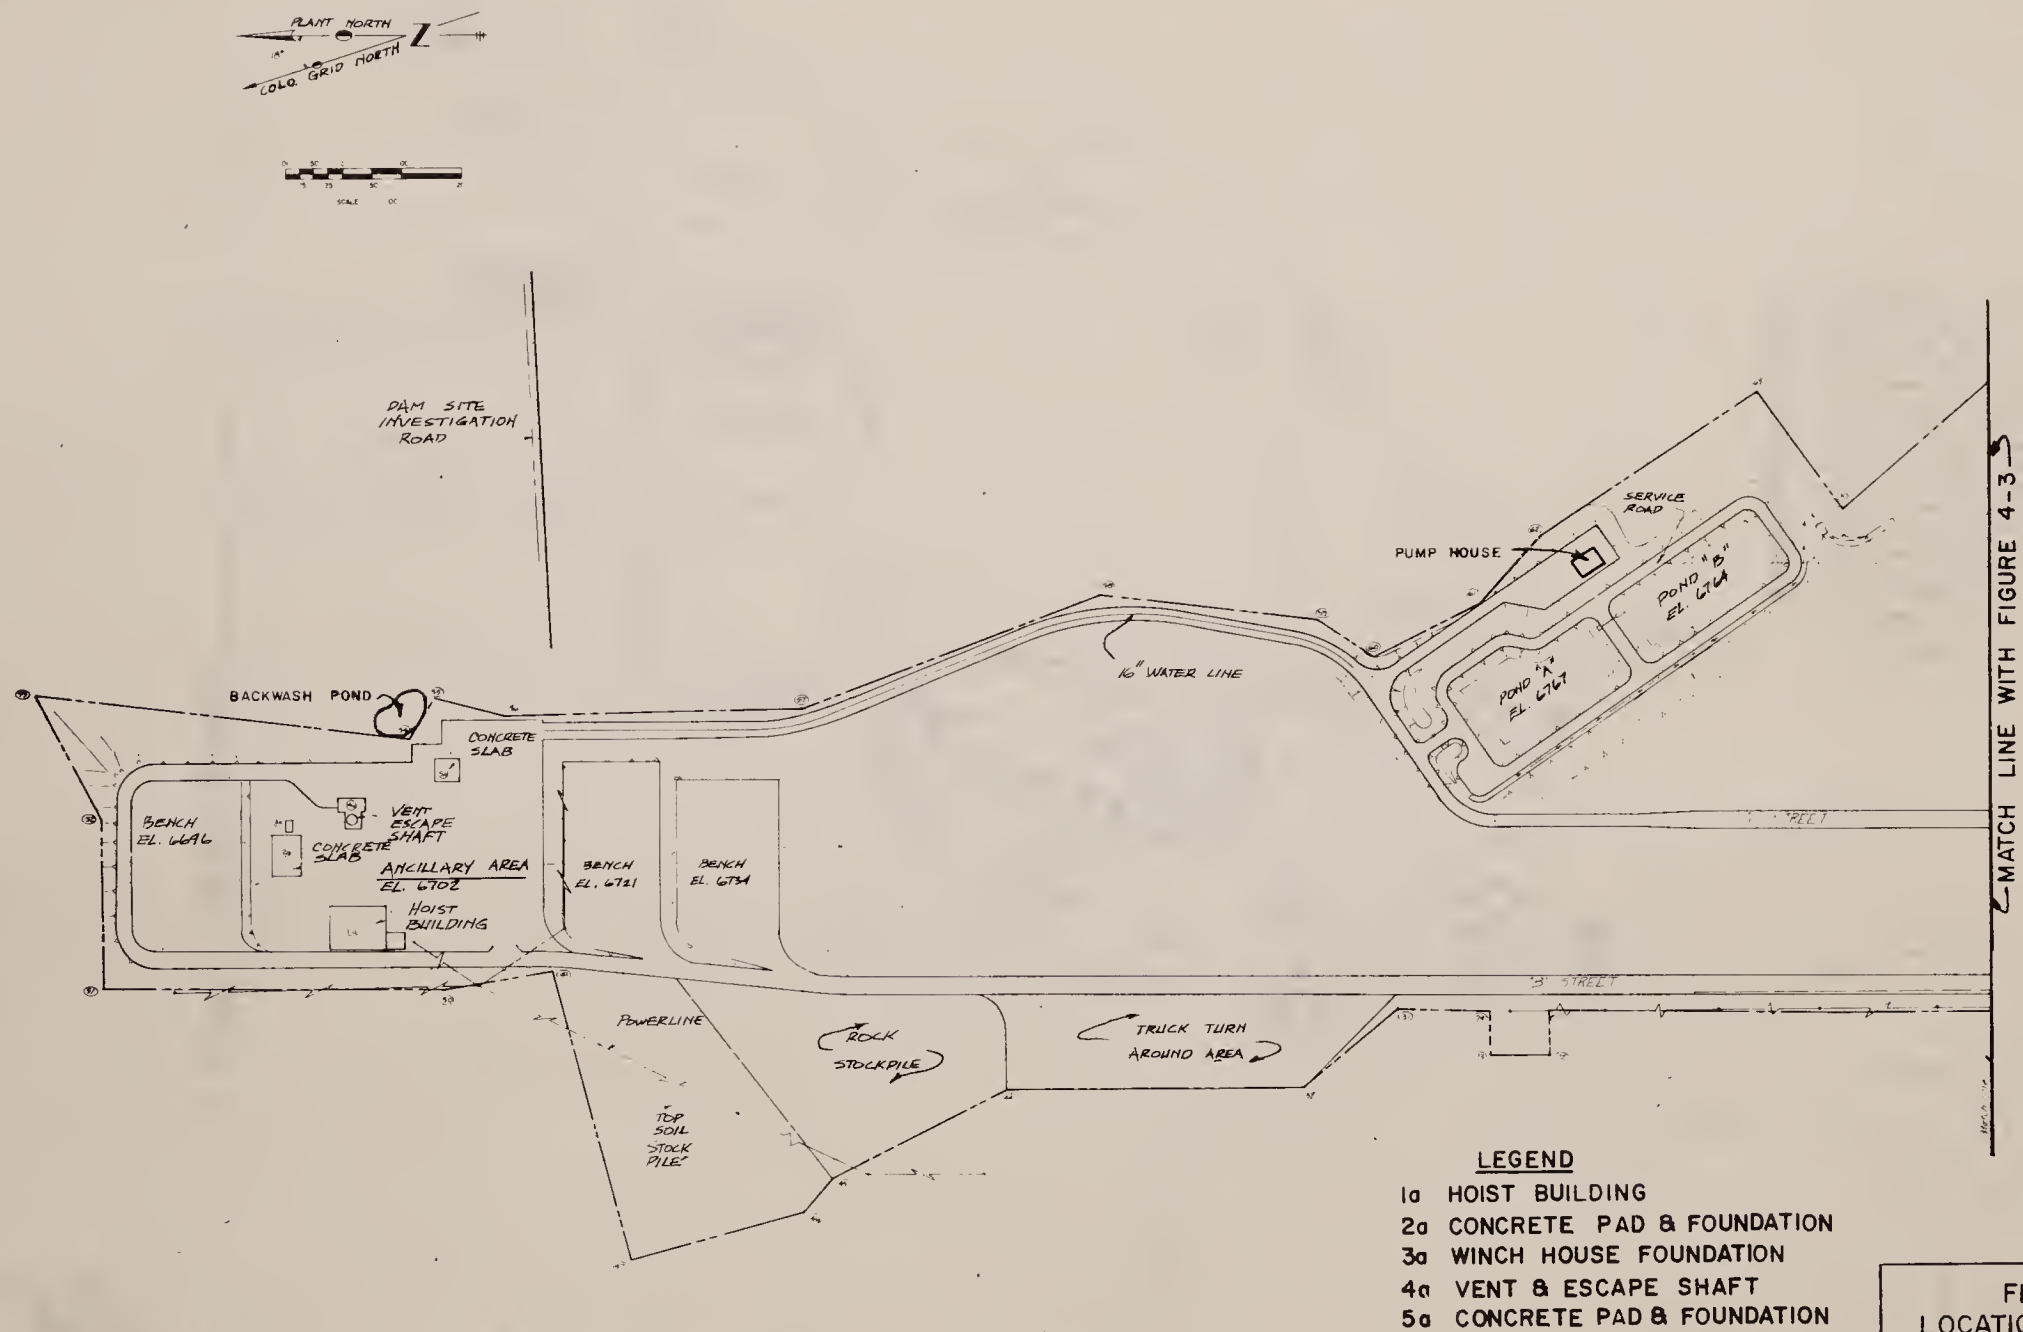 PLANT NORTH
18°
COLO. GRID NORTH
SCALE
DAM SITE
INVESTIGATION
ROAD
SERVICE
ROAD
PUMP HOUSE
POND "B"
EL. 6764
POND "A"
EL. 6767
16" WATER LINE
BACKWASH POND
CONCRETE
SLAB
VENT
ESCAPE
SHAFT
BENCH
EL. 6696
CONCRETE
SLAB
ANCILLARY AREA
EL. 6702
HOIST
BUILDING
1a
BENCH
EL. 6721
BENCH
EL. 6734
"B" STREET
POWERLINE
ROCK
STOCKPILE
TRUCK TURN
AROUND AREA
TOP
SOIL
STOCK
PILE
MATCH LINE WITH FIGURE 4-3
LEGEND
1a HOIST BUILDING
2a CONCRETE PAD & FOUNDATION
3a WINCH HOUSE FOUNDATION
4a VENT & ESCAPE SHAFT
5a CONCRETE PAD & FOUNDATION